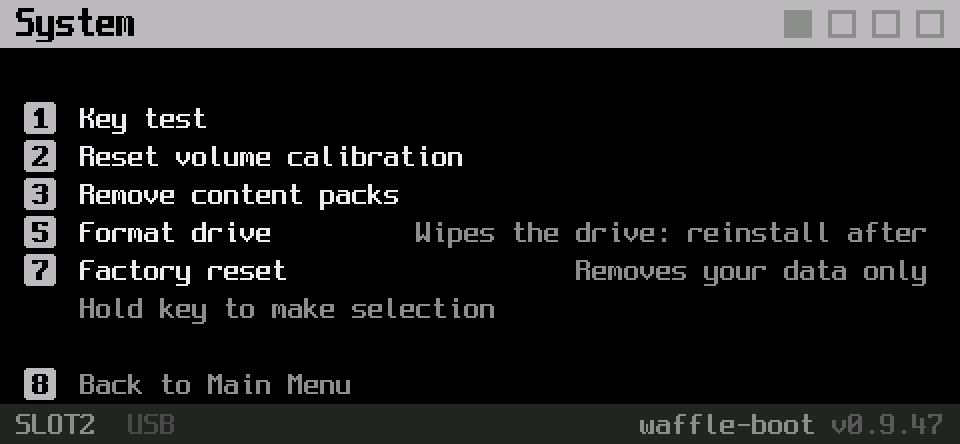 System
1 Key test
2 Reset volume calibration
3 Remove content packs
5 Format drive Wipes the drive: reinstall after
7 Factory reset Removes your data only
Hold key to make selection
8 Back to Main Menu
SLOT2 USB waffle-boot v0.9.47